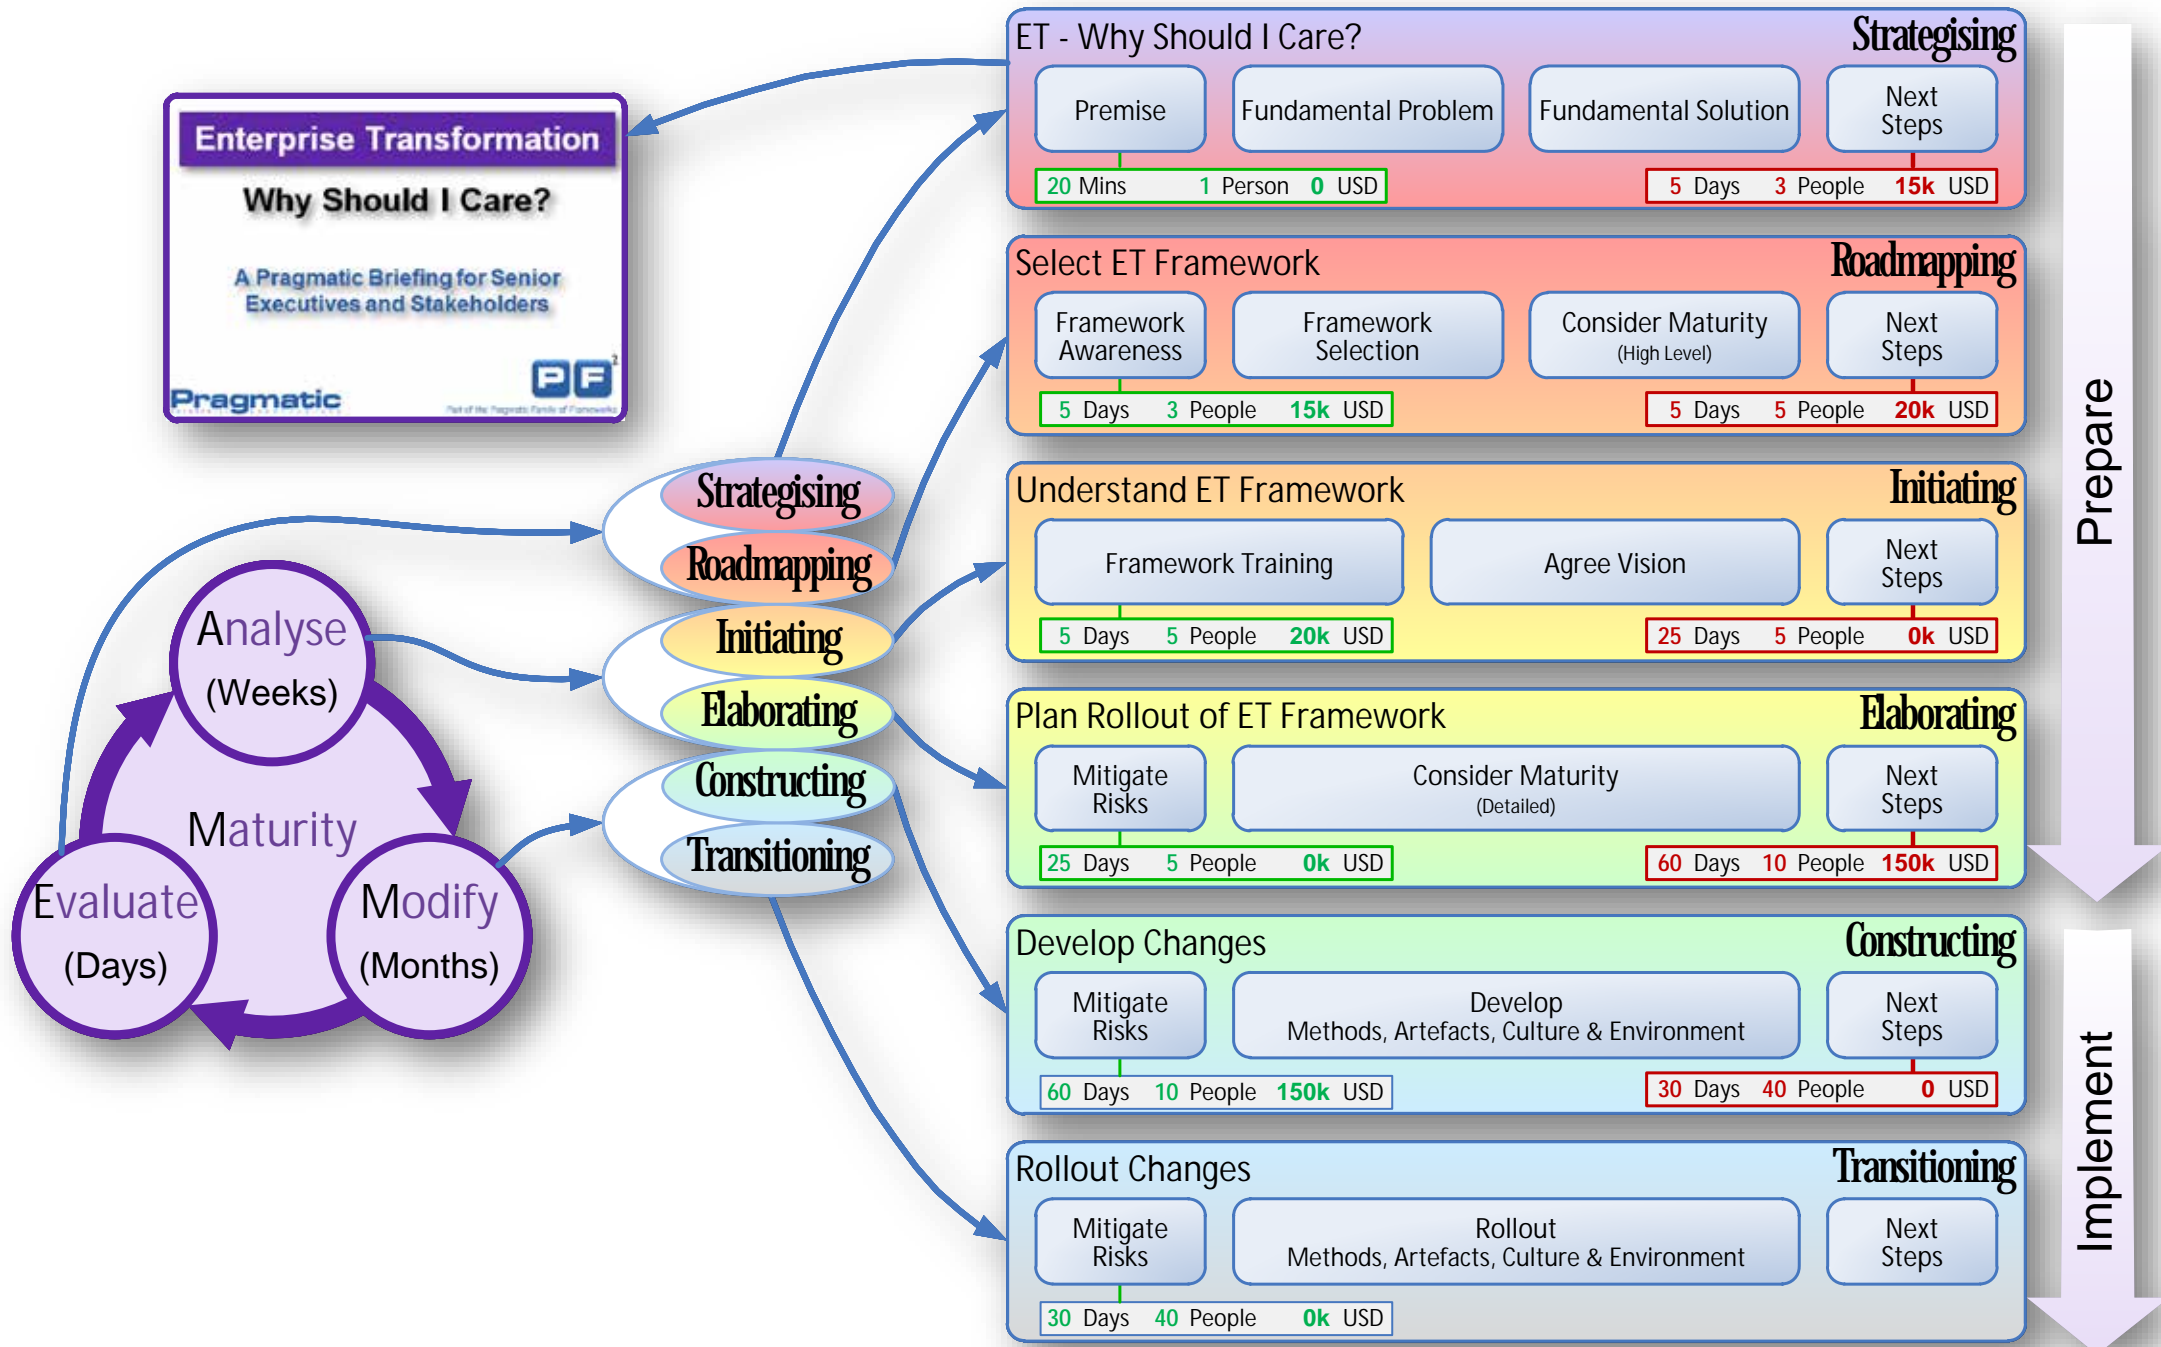 Enterprise Transformation
Why Should I Care?
A Pragmatic Briefing for Senior
Executives and Stakeholders
Pragmatic
PF2
Part of the Pragmatic Family of Frameworks
Analyse
(Weeks)
Maturity
Evaluate
(Days)
Modify
(Months)
Strategising
Roadmapping
Initiating
Elaborating
Constructing
Transitioning
ET - Why Should I Care?
Strategising
Premise
Fundamental Problem
Fundamental Solution
Next
Steps
20 Mins 1 Person 0 USD
5 Days 3 People 15k USD
Select ET Framework
Roadmapping
Framework
Awareness
Framework
Selection
Consider Maturity
(High Level)
Next
Steps
5 Days 3 People 15k USD
5 Days 5 People 20k USD
Understand ET Framework
Initiating
Framework Training
Agree Vision
Next
Steps
5 Days 5 People 20k USD
25 Days 5 People 0k USD
Plan Rollout of ET Framework
Elaborating
Mitigate
Risks
Consider Maturity
(Detailed)
Next
Steps
25 Days 5 People 0k USD
60 Days 10 People 150k USD
Develop Changes
Constructing
Mitigate
Risks
Develop
Methods, Artefacts, Culture & Environment
Next
Steps
60 Days 10 People 150k USD
30 Days 40 People 0 USD
Rollout Changes
Transitioning
Mitigate
Risks
Rollout
Methods, Artefacts, Culture & Environment
Next
Steps
30 Days 40 People 0k USD
Prepare
Implement